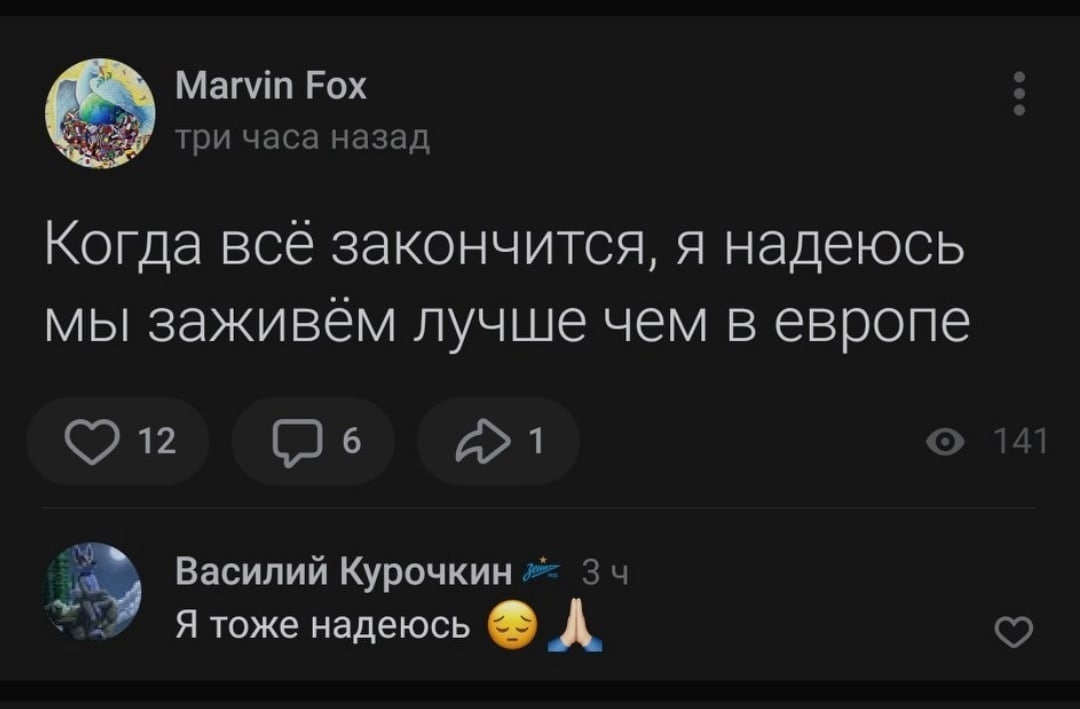 Marvin Fox
три часа назад
Когда всё закончится, я надеюсь
мы заживём лучше чем в европе
12 6 1 141
Василий Курочкин 3 ч
Я тоже надеюсь 😔🙏🏻